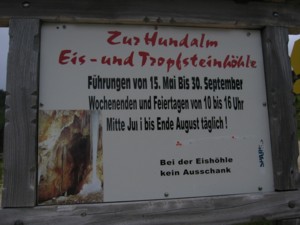 Zur Hundalm
Eis - und Tropfsteinhöhle
Führungen von 15. Mai Bis 30. September
Wochenenden und Feiertagen von 10 bis 16 Uhr
Mitte Jui i bis Ende August täglich !
Bei der Eishöhle
kein Ausschank